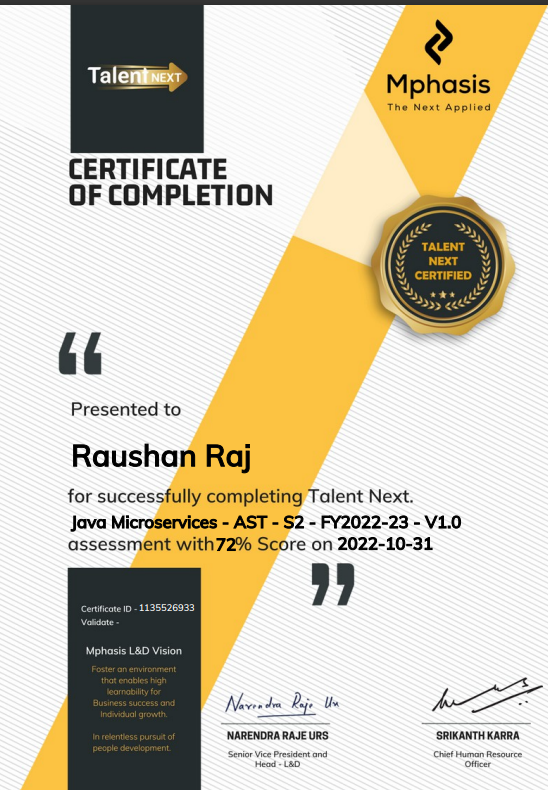 Talent NEXT
Mphasis
The Next Applied
CERTIFICATE
OF COMPLETION
TALENT
NEXT
CERTIFIED
“
Presented to
Raushan Raj
for successfully completing Talent Next.
Java Microservices - AST - S2 - FY2022-23 - V1.0
assessment with 72% Score on 2022-10-31
”
Certificate ID - 1135526933
Validate -
Mphasis L&D Vision
Foster an environment
that enables high
learnability for
Business success and
Individual growth.
In relentless pursuit of
people development.
Narendra Raje Urs
NARENDRA RAJE URS
Senior Vice President and
Head - L&D
SRIKANTH KARRA
Chief Human Resource
Officer